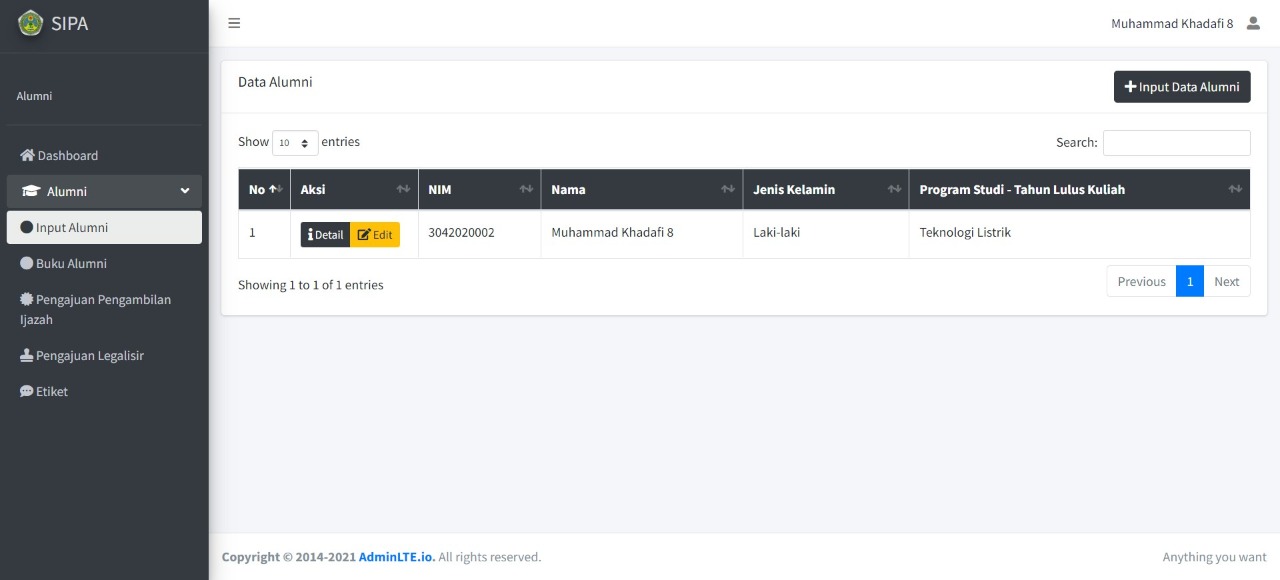 SIPA
Muhammad Khadafi 8
Alumni
Dashboard
Alumni
Input Alumni
Buku Alumni
Pengajuan Pengambilan
Ijazah
Pengajuan Legalisir
Etiket
Data Alumni
Input Data Alumni
Show 10 entries
Search:
No Aksi NIM Nama Jenis Kelamin Program Studi - Tahun Lulus Kuliah
1 Detail Edit 3042020002 Muhammad Khadafi 8 Laki-laki Teknologi Listrik
Showing 1 to 1 of 1 entries
Previous 1 Next
Copyright © 2014-2021 AdminLTE.io. All rights reserved.
Anything you want